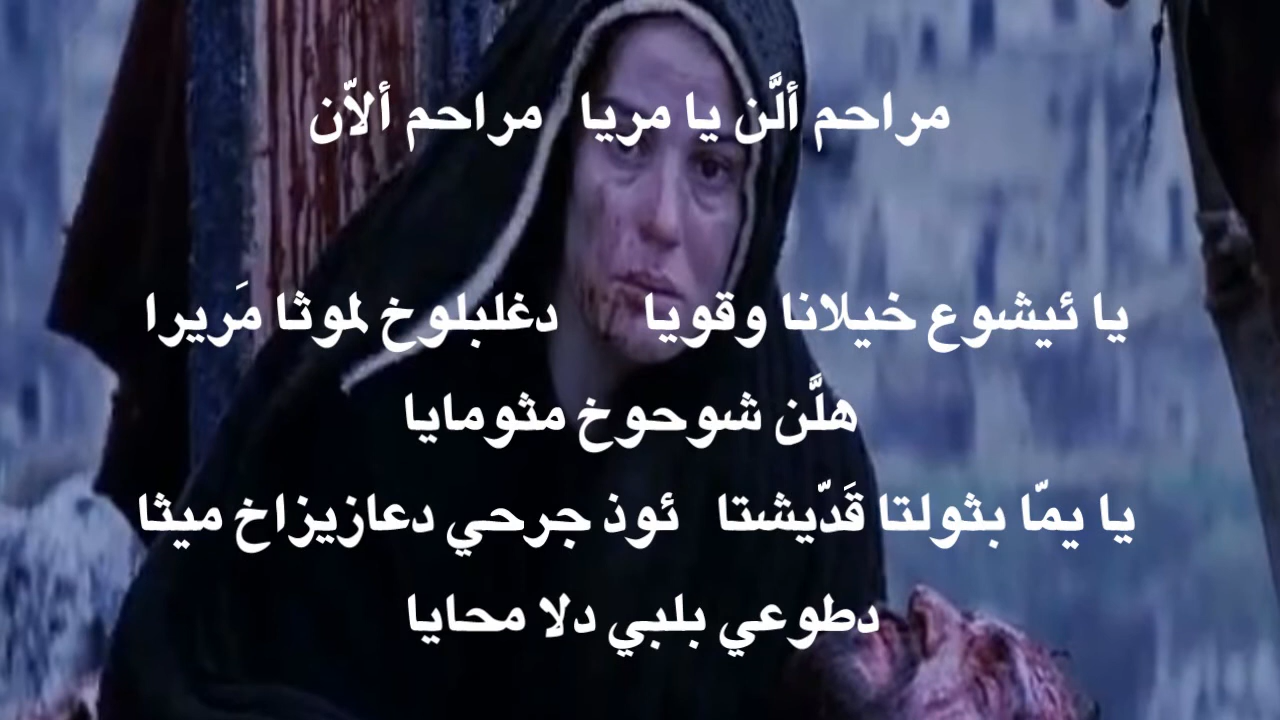 مراحم ألَّن يا مريا مراحم ألاّن
يا ئيشوع خيلانا وقويا دغلبلوخ لموثا مَريرا
هلَّن شوحوخ مثومايا
يا يمّا بثولتا قَدّيشتا ئوذ جرحي دعازيزاخ ميثا
دطوعي بلبي دلا محايا